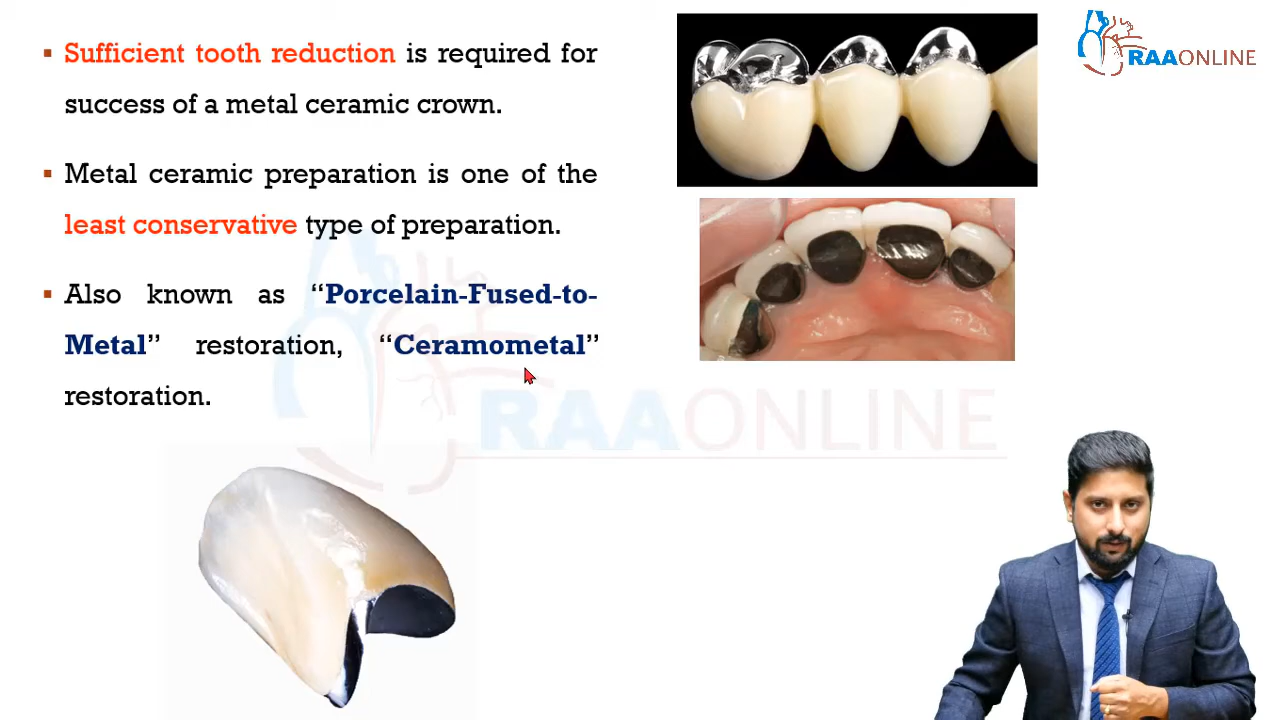 Sufficient tooth reduction is required for
success of a metal ceramic crown.
Metal ceramic preparation is one of the
least conservative type of preparation.
Also known as “Porcelain-Fused-to-
Metal” restoration, “Ceramometal”
restoration.
RAAONLINE
RAAONLINE